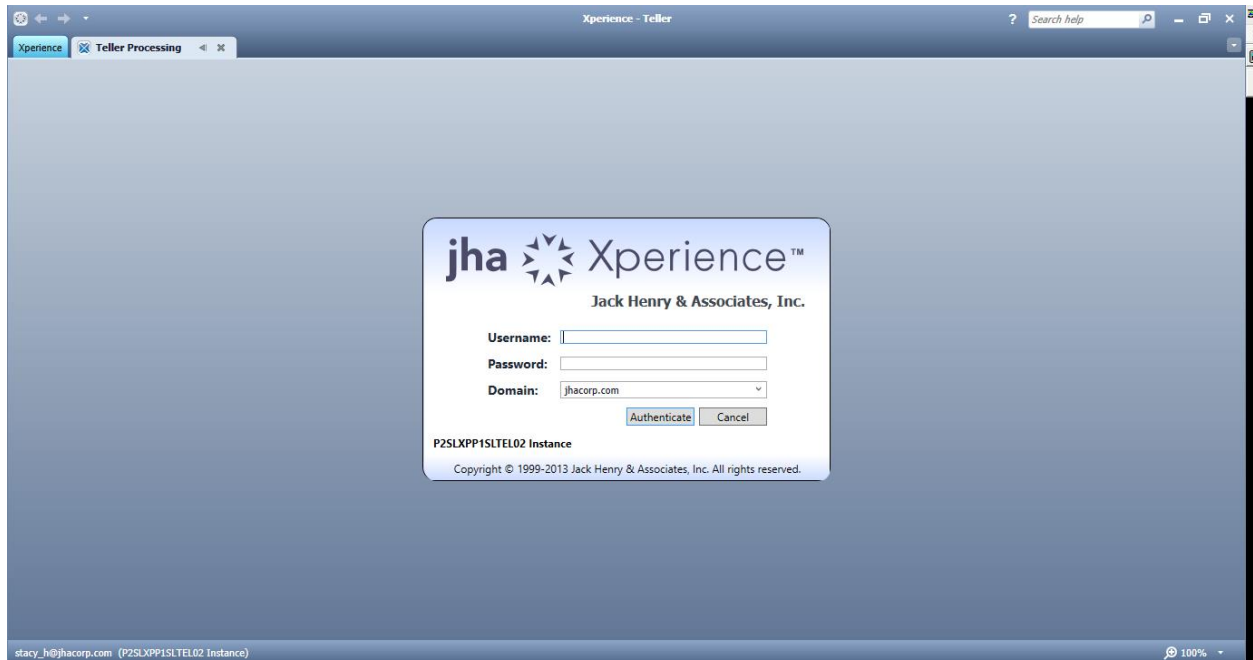 Xperience - Teller
? Search help
Xperience Teller Processing
jha Xperience™
Jack Henry & Associates, Inc.
Username:
Password:
Domain: jhacorp.com
Authenticate Cancel
P2SLXPP1SLTEL02 Instance
Copyright © 1999-2013 Jack Henry & Associates, Inc. All rights reserved.
stacy_h@jhacorp.com (P2SLXPP1SLTEL02 Instance) 100%